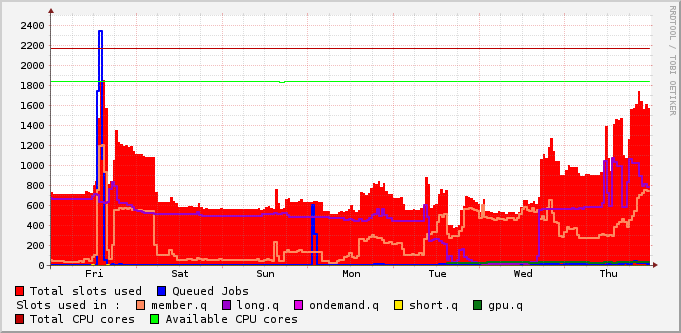 2400
2200
2000
1800
1600
1400
1200
1000
800
600
400
200
0
Fri Sat Sun Mon Tue Wed Thu
Total slots used Queued Jobs
Slots used in : member.q long.q ondemand.q short.q gpu.q
Total CPU cores Available CPU cores
RRDTOOL / TOBI OETIKER